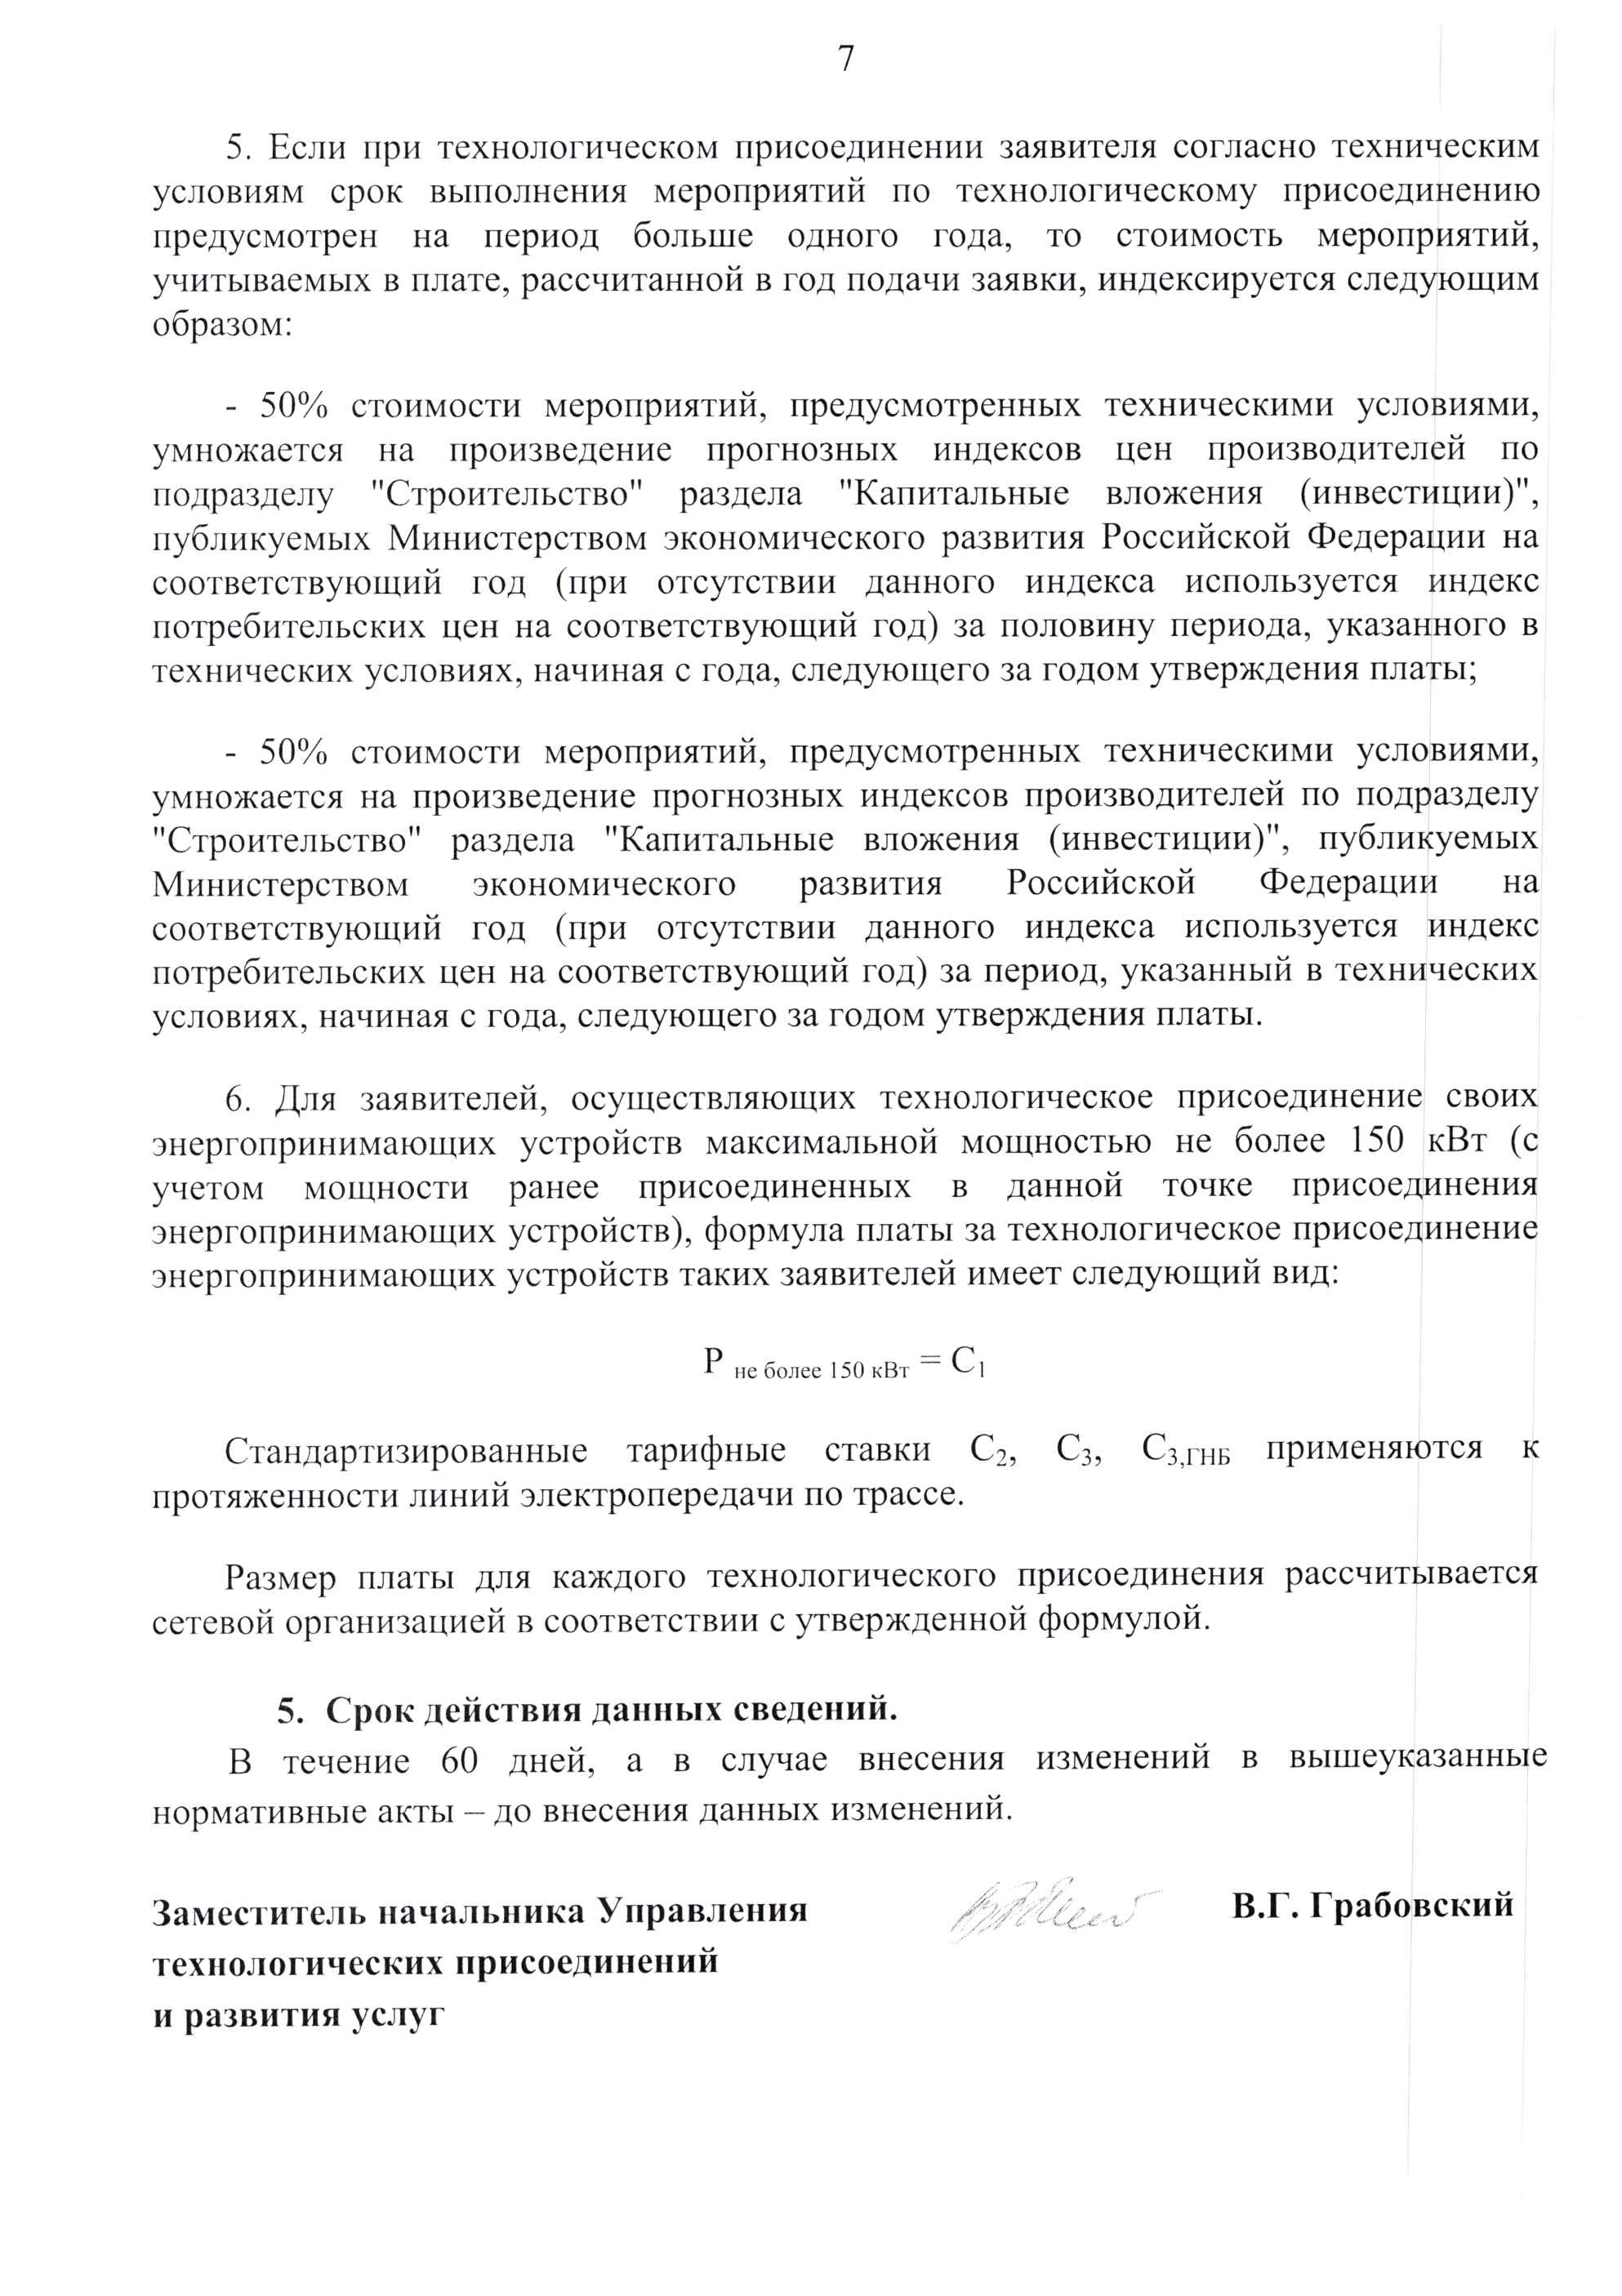 7
5. Если при технологическом присоединении заявителя согласно техническим
условиям срок выполнения мероприятий по технологическому присоединению
предусмотрен на период больше одного года, то стоимость мероприятий,
учитываемых в плате, рассчитанной в год подачи заявки, индексируется следующим
образом:
- 50% стоимости мероприятий, предусмотренных техническими условиями,
умножается на произведение прогнозных индексов цен производителей по
подразделу "Строительство" раздела "Капитальные вложения (инвестиции)",
публикуемых Министерством экономического развития Российской Федерации на
соответствующий год (при отсутствии данного индекса используется индекс
потребительских цен на соответствующий год) за половину периода, указанного в
технических условиях, начиная с года, следующего за годом утверждения платы;
- 50% стоимости мероприятий, предусмотренных техническими условиями,
умножается на произведение прогнозных индексов производителей по подразделу
"Строительство" раздела "Капитальные вложения (инвестиции)", публикуемых
Министерством экономического развития Российской Федерации на
соответствующий год (при отсутствии данного индекса используется индекс
потребительских цен на соответствующий год) за период, указанный в технических
условиях, начиная с года, следующего за годом утверждения платы.
6. Для заявителей, осуществляющих технологическое присоединение своих
энергопринимающих устройств максимальной мощностью не более 150 кВт (с
учетом мощности ранее присоединенных в данной точке присоединения
энергопринимающих устройств), формула платы за технологическое присоединение
энергопринимающих устройств таких заявителей имеет следующий вид:
Р не более 150 кВт = С1
Стандартизированные тарифные ставки С2, С3, С3,ГНБ применяются к
протяженности линий электропередачи по трассе.
Размер платы для каждого технологического присоединения рассчитывается
сетевой организацией в соответствии с утвержденной формулой.
5. Срок действия данных сведений.
В течение 60 дней, а в случае внесения изменений в вышеуказанные
нормативные акты – до внесения данных изменений.
Заместитель начальника Управления В.Г. Грабовский
технологических присоединений
и развития услуг